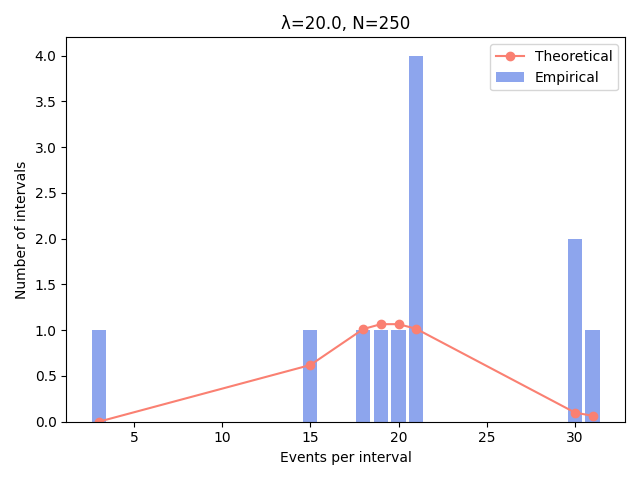 λ=20.0, N=250
Theoretical
Empirical
Number of intervals
4.0
3.5
3.0
2.5
2.0
1.5
1.0
0.5
0.0
5 10 15 20 25 30
Events per interval